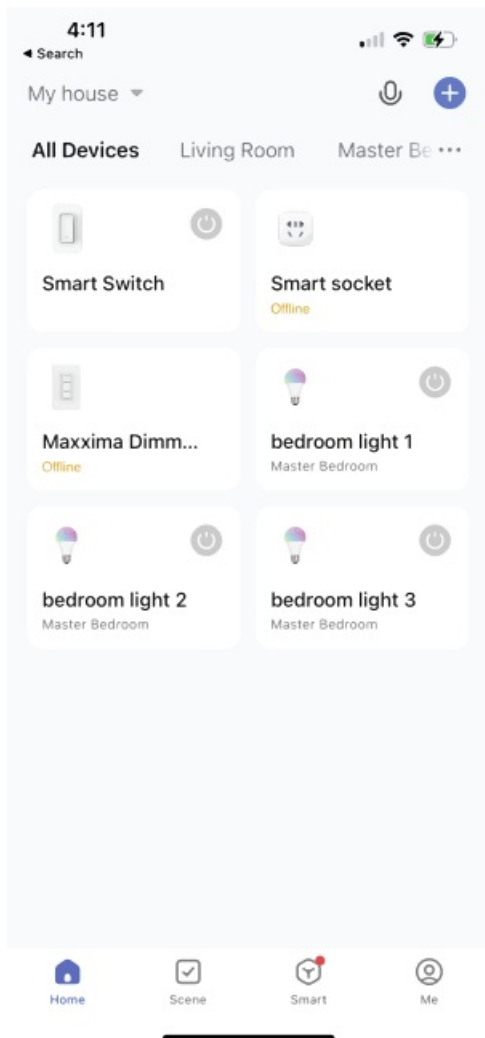 4:11
◀ Search
My house
All Devices Living Room Master Be
Smart Switch
Smart socket
Offline
Maxxima Dimm...
Offline
bedroom light 1
Master Bedroom
bedroom light 2
Master Bedroom
bedroom light 3
Master Bedroom
Home Scene Smart Me